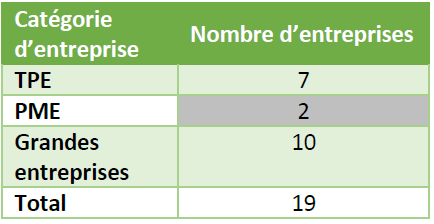 Catégorie Nombre d'entreprises
d'entreprise
TPE 7
PME 2
Grandes 10
entreprises
Total 19